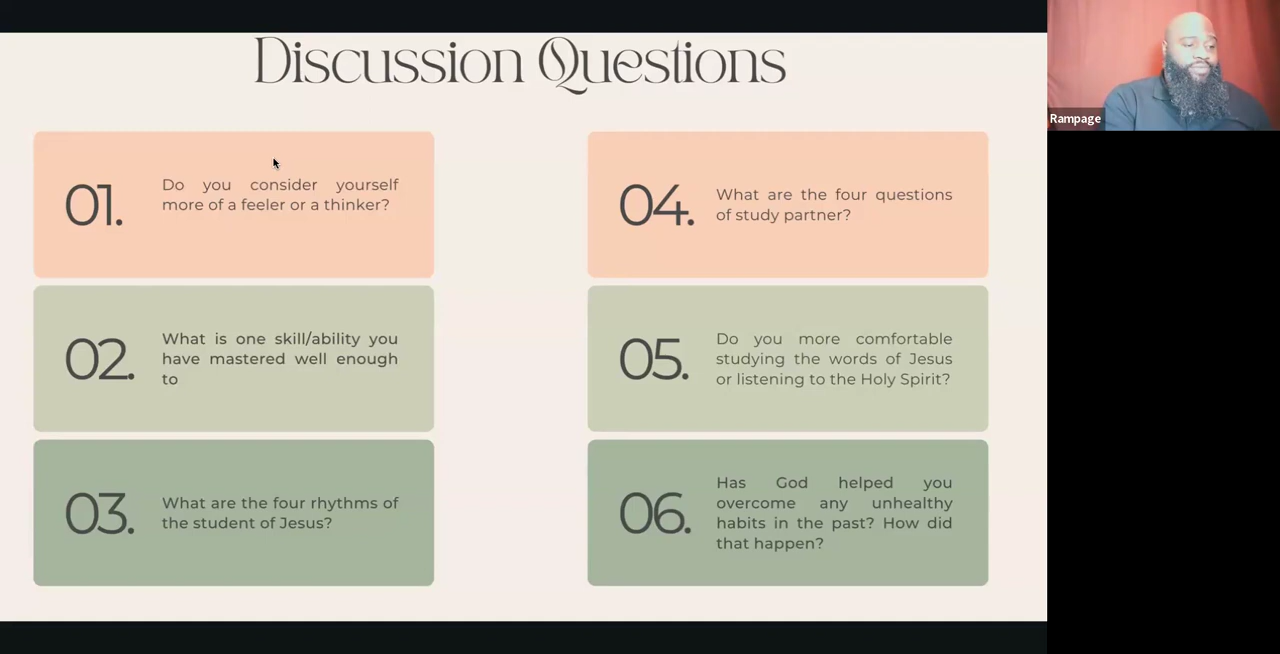 Discussion Questions
01.
Do you consider yourself
more of a feeler or a thinker?
02.
What is one skill/ability you
have mastered well enough
to
03.
What are the four rhythms of
the student of Jesus?
04.
What are the four questions
of study partner?
05.
Do you more comfortable
studying the words of Jesus
or listening to the Holy Spirit?
06.
Has God helped you
overcome any unhealthy
habits in the past? How did
that happen?
Rampage